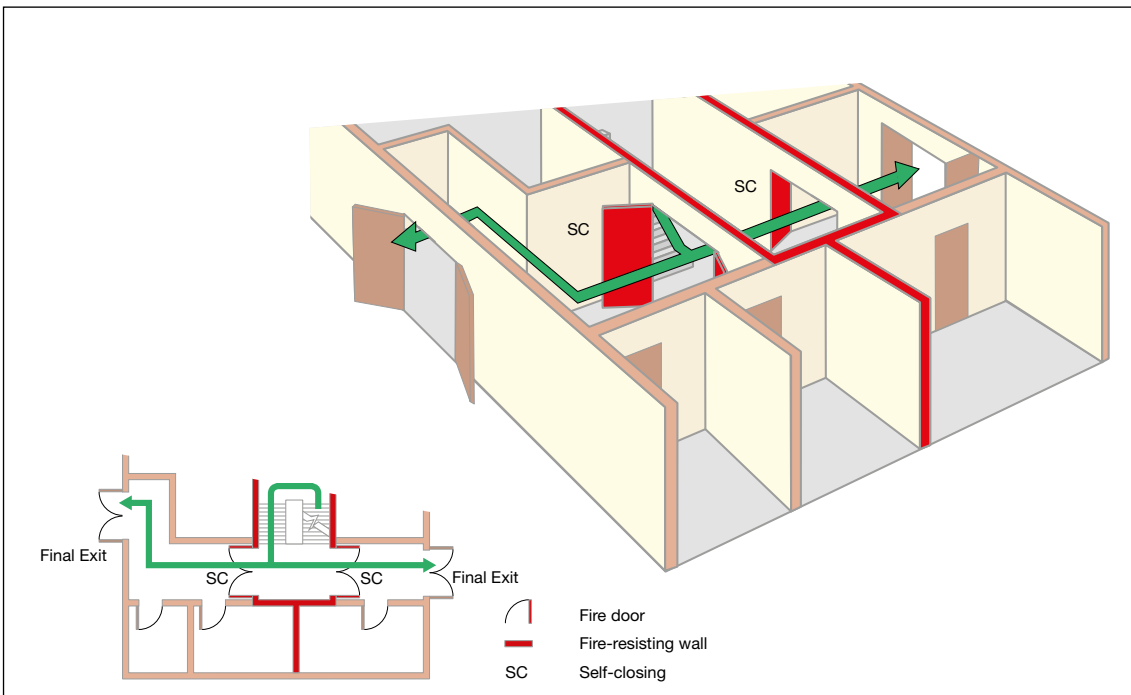 SC
SC
Final Exit
SC
SC
Final Exit
Fire door
Fire-resisting wall
SC
Self-closing